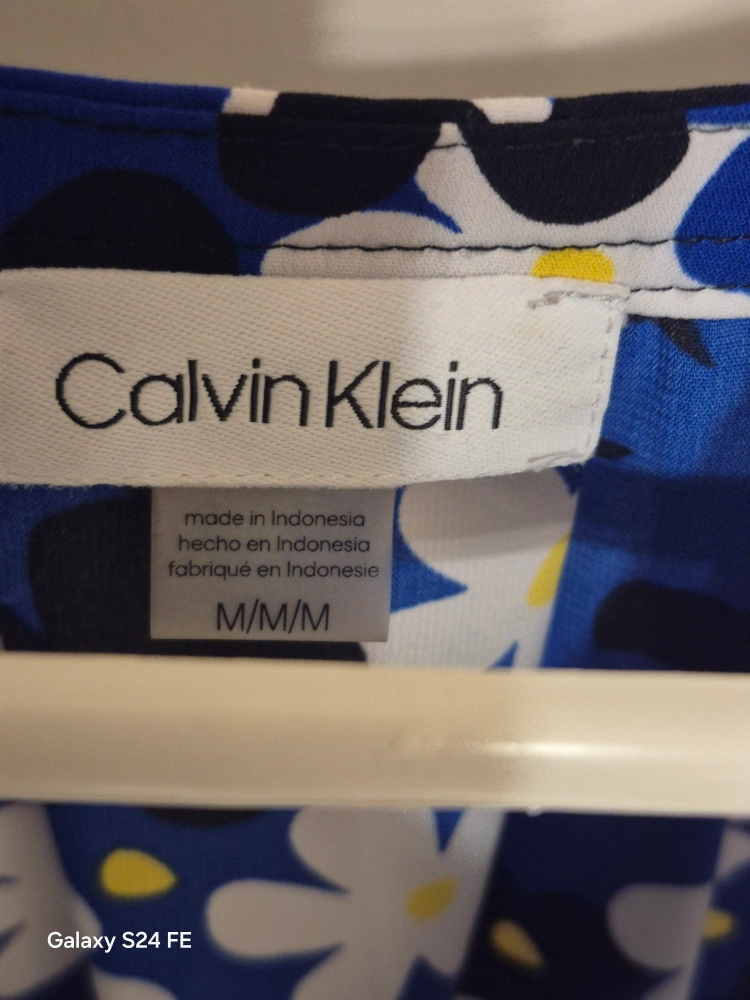 Calvin Klein
made in Indonesia
hecho en Indonesia
fabriqué en Indonesie
M/M/M
Galaxy S24 FE